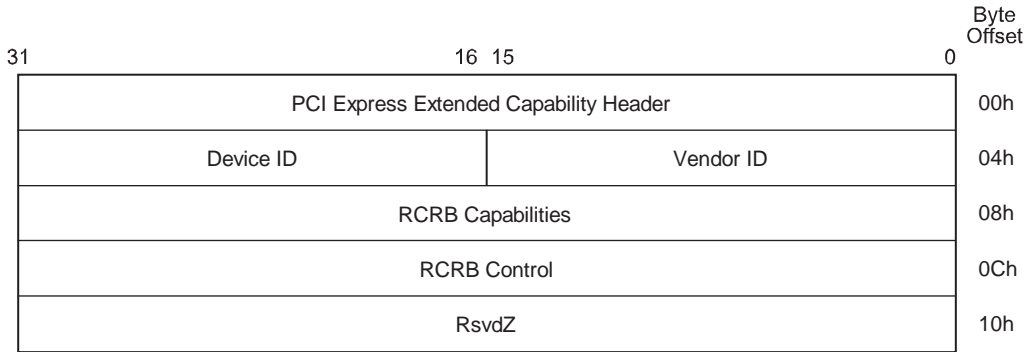 Byte
Offset
31 16 15 0
PCI Express Extended Capability Header 00h
Device ID Vendor ID 04h
RCRB Capabilities 08h
RCRB Control 0Ch
RsvdZ 10h